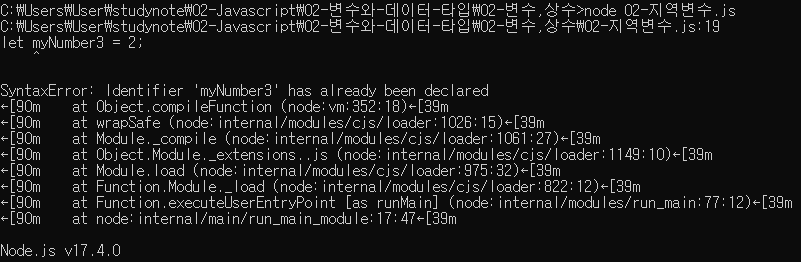 C:₩Users₩User₩studynote₩02-Javascript₩02-변수와-데이터-타입₩02-변수,상수>node 02-지역변수.js
C:₩Users₩User₩studynote₩02-Javascript₩02-변수와-데이터-타입₩02-변수,상수₩02-지역변수.js:19
let myNumber3 = 2;
    ^
SyntaxError: Identifier 'myNumber3' has already been declared
←[90m    at Object.compileFunction (node:vm:352:18)←[39m
←[90m    at wrapSafe (node:internal/modules/cjs/loader:1026:15)←[39m
←[90m    at Module._compile (node:internal/modules/cjs/loader:1061:27)←[39m
←[90m    at Object.Module._extensions..js (node:internal/modules/cjs/loader:1149:10)←[39m
←[90m    at Module.load (node:internal/modules/cjs/loader:975:32)←[39m
←[90m    at Function.Module._load (node:internal/modules/cjs/loader:822:12)←[39m
←[90m    at Function.executeUserEntryPoint [as runMain] (node:internal/modules/run_main:77:12)←[39m
←[90m    at node:internal/main/run_main_module:17:47←[39m
Node.js v17.4.0